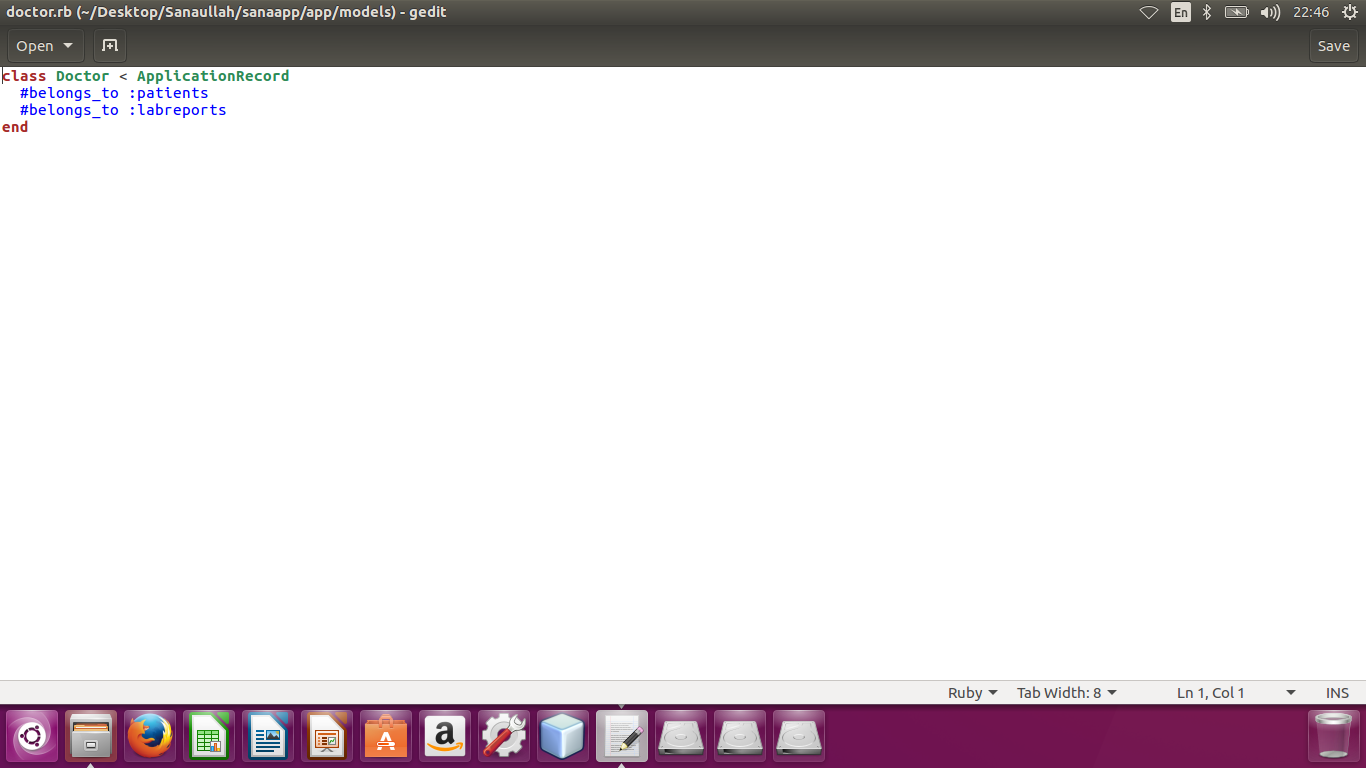 doctor.rb (~/Desktop/Sanaullah/sanaapp/app/models) - gedit
En
22:46
Open
Save
class Doctor < ApplicationRecord
  #belongs_to :patients
  #belongs_to :labreports
end
Ruby
Tab Width: 8
Ln 1, Col 1
INS
a